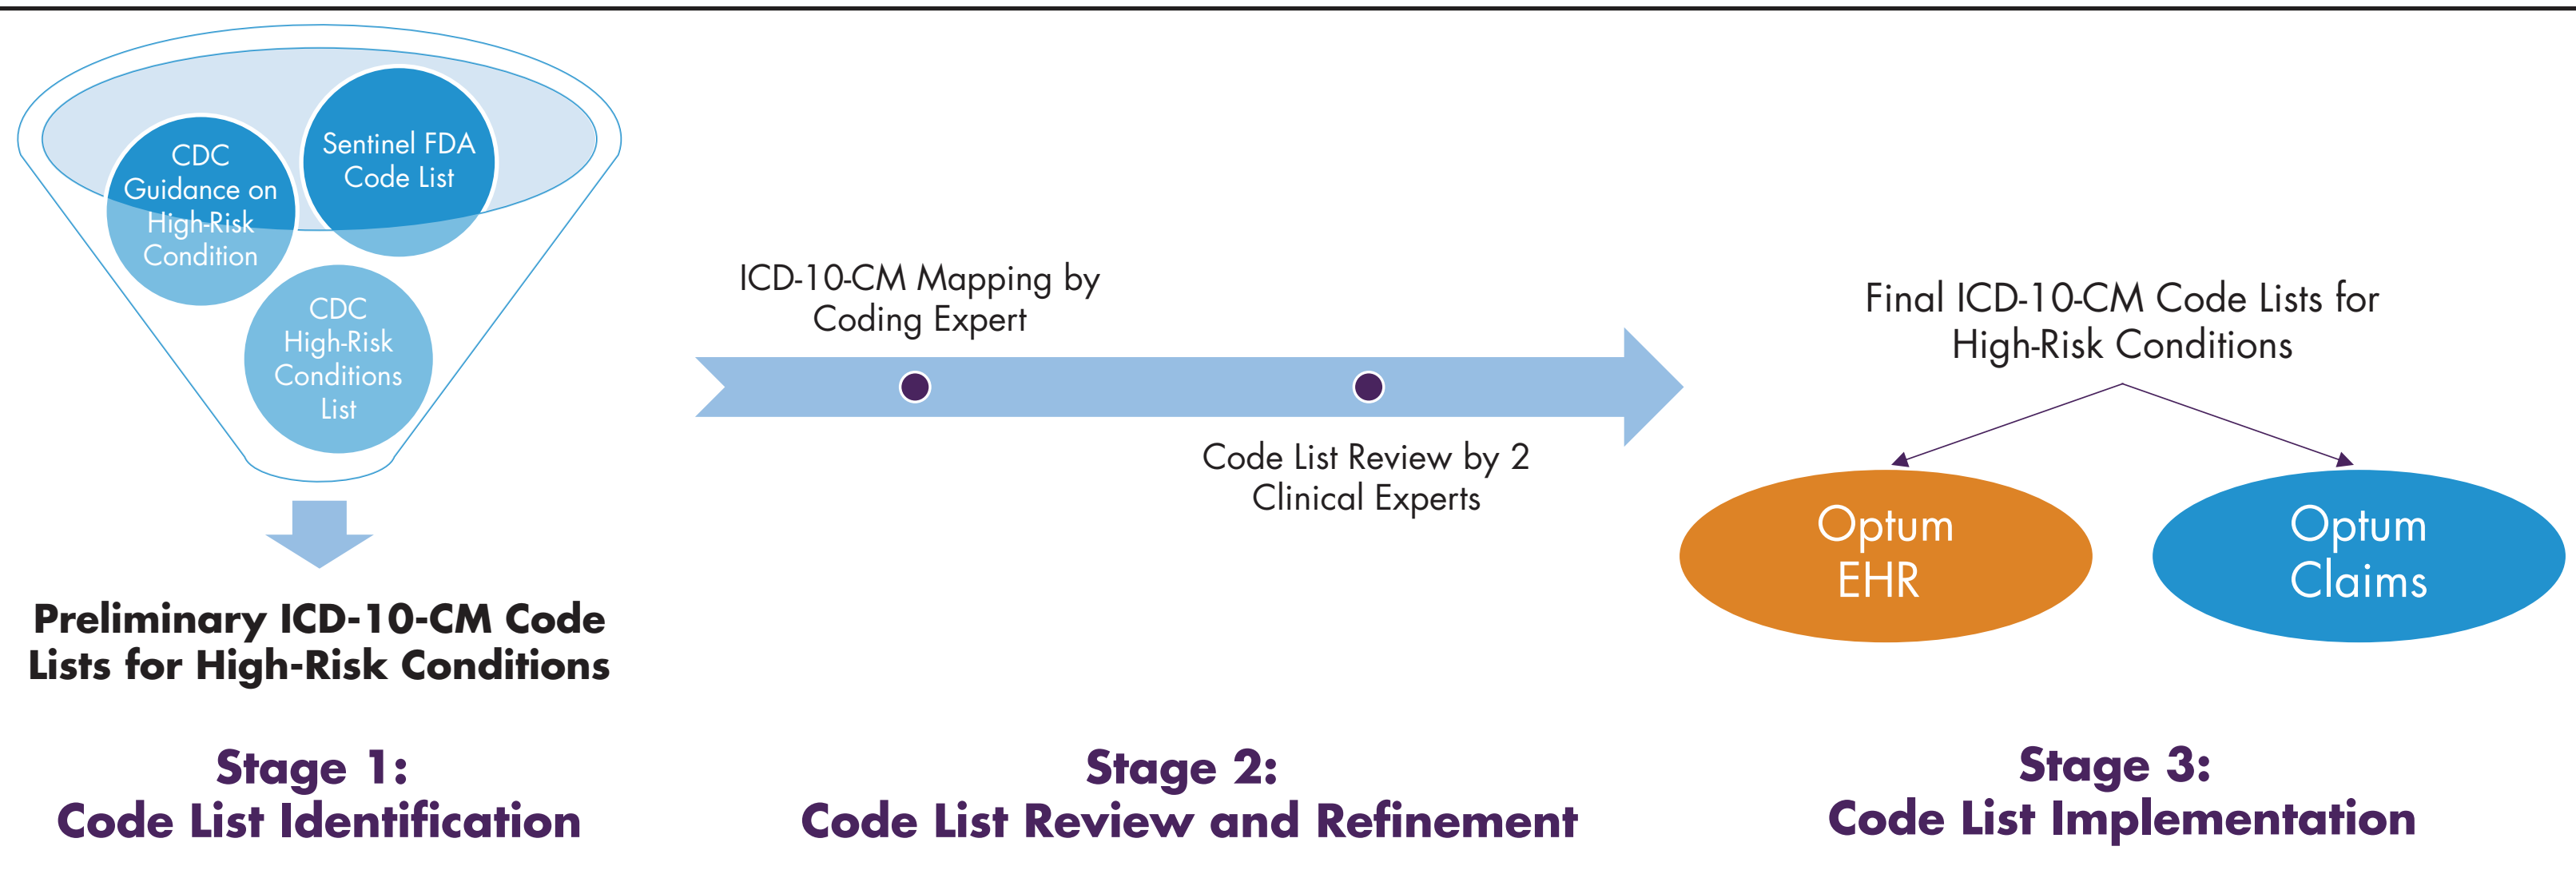 CDC
Guidance on
High-Risk
Condition
Sentinel FDA
Code List
CDC
High-Risk
Conditions
List
Preliminary ICD-10-CM Code
Lists for High-Risk Conditions
Stage 1:
Code List Identification
ICD-10-CM Mapping by
Coding Expert
Code List Review by 2
Clinical Experts
Stage 2:
Code List Review and Refinement
Final ICD-10-CM Code Lists for
High-Risk Conditions
Optum
EHR
Optum
Claims
Stage 3:
Code List Implementation